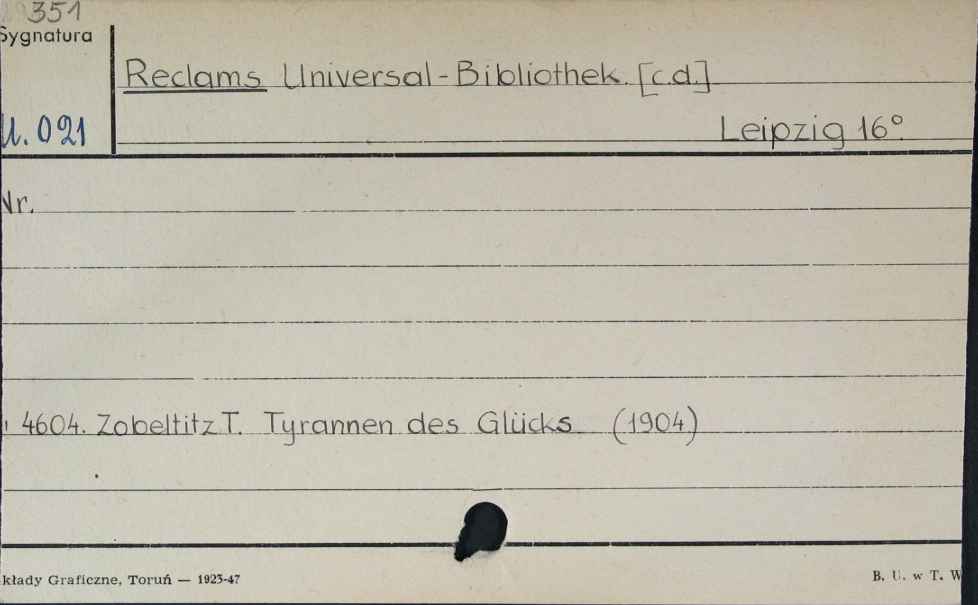 351
Sygnatura
Reclams Universal-Bibliothek. [c.d.]
U. 021
Leipzig 16°.
Nr.
4604. Zobeltitz T. Tyrannen des Glücks (1904)
kłady Graficzne, Toruń — 1923-47
B. U. w T. W